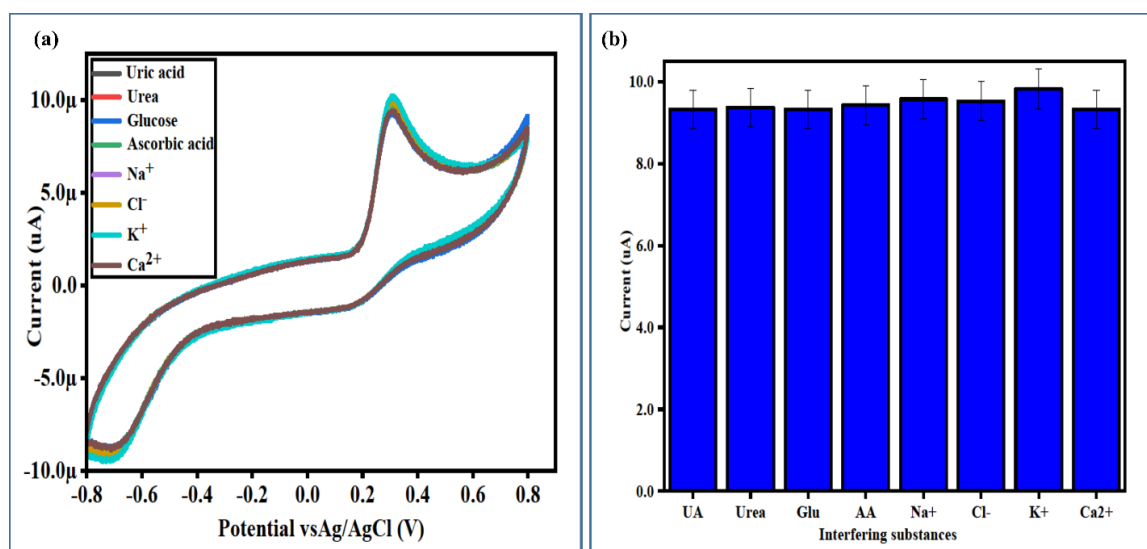 (a)
Uric acid
Urea
Glucose
Ascorbic acid
Na⁺
Cl⁻
K⁺
Ca²⁺
10.0µ
5.0µ
0.0
-5.0µ
-10.0µ
Current (uA)
-0.8 -0.6 -0.4 -0.2 0.0 0.2 0.4 0.6 0.8
Potential vsAg/AgCl (V)
(b)
10.0
8.0
6.0
4.0
2.0
0.0
Current (uA)
UA Urea Glu AA Na+ Cl- K+ Ca2+
Interfering substances